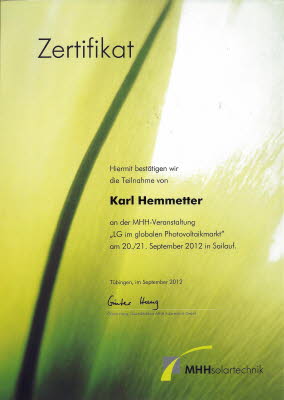 Zertifikat
Hiermit bestätigen wir
die Teilnahme von
Karl Hemmetter
an der MHH-Veranstaltung
„LG im globalen Photovoltaikmarkt“
am 20./21. September 2012 in Sailauf.
Tübingen, im September 2012
MHHsolartechnik